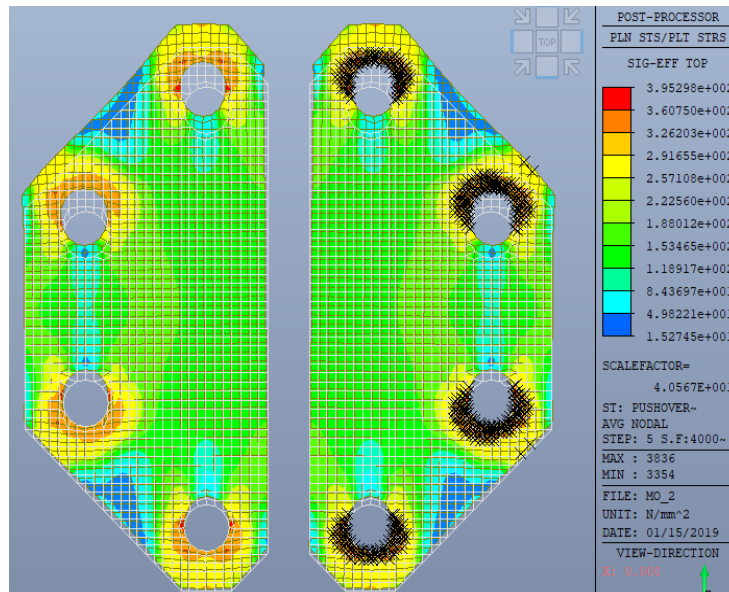 TOP
POST-PROCESSOR
PLN STS/PLT STRS
SIG-EFF TOP
3.95298e+002
3.60750e+002
3.26203e+002
2.91655e+002
2.57108e+002
2.22560e+002
1.88012e+002
1.53465e+002
1.18917e+002
8.43697e+001
4.98221e+001
1.52745e+001
SCALEFACTOR=
4.0567E+001
ST: PUSHOVER~
AVG NODAL
STEP: 5 S.F:4000~
MAX : 3836
MIN : 3354
FILE: MO_2
UNIT: N/mm^2
DATE: 01/15/2019
VIEW-DIRECTION
X: 0.000